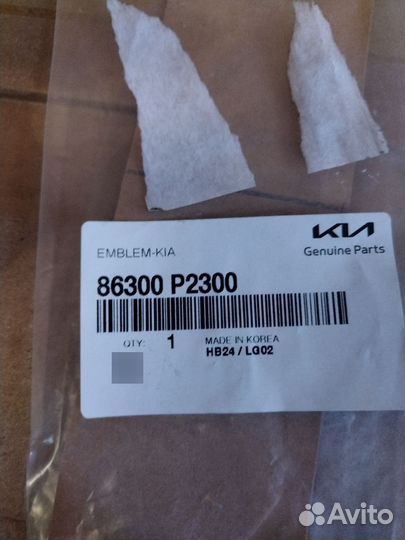 EMBLEM-KIA
KIA
Genuine Parts
86300 P2300
QTY: 1
MADE IN KOREA
HB24 / LG02
Avito